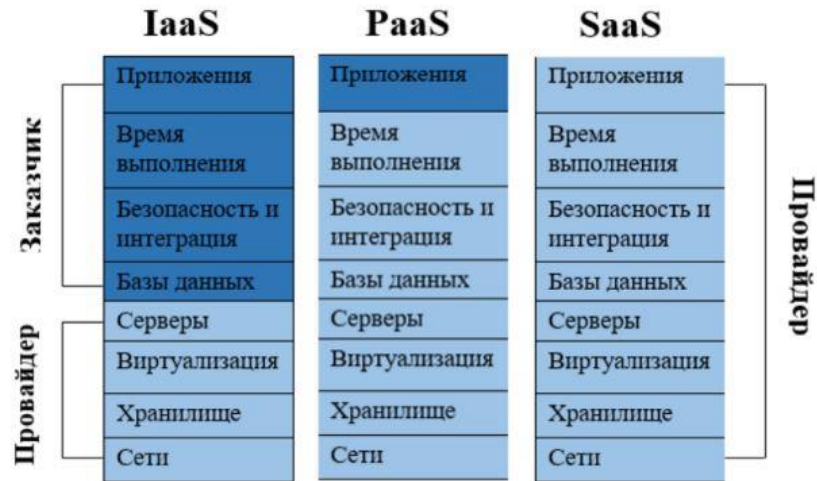 IaaS
PaaS
SaaS
Заказчик
Провайдер
Приложения
Время
выполнения
Безопасность и
интеграция
Базы данных
Серверы
Виртуализация
Хранилище
Сети
Приложения
Время
выполнения
Безопасность и
интеграция
Базы данных
Серверы
Виртуализация
Хранилище
Сети
Приложения
Время
выполнения
Безопасность и
интеграция
Базы данных
Серверы
Виртуализация
Хранилище
Сети
Провайдер